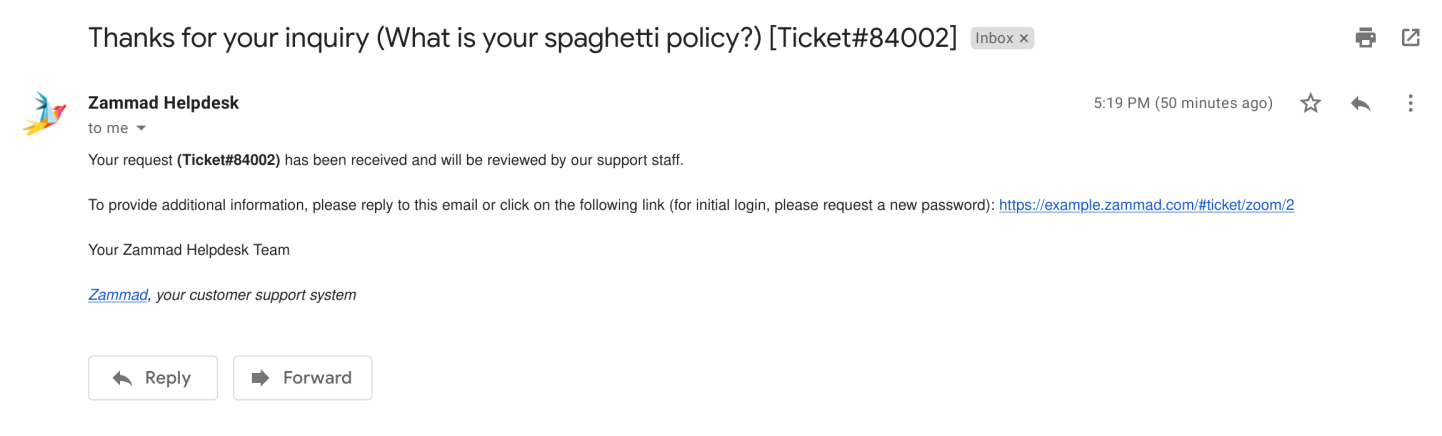 Thanks for your inquiry (What is your spaghetti policy?) [Ticket#84002] Inbox ×
Zammad Helpdesk 5:19 PM (50 minutes ago)
to me
Your request (Ticket#84002) has been received and will be reviewed by our support staff.
To provide additional information, please reply to this email or click on the following link (for initial login, please request a new password): https://example.zammad.com/#ticket/zoom/2
Your Zammad Helpdesk Team
Zammad, your customer support system
Reply Forward